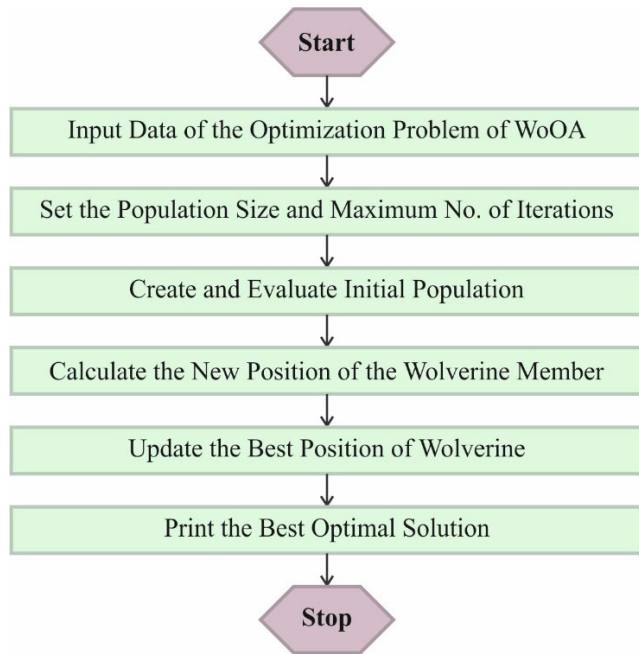 Start
Input Data of the Optimization Problem of WoOA
Set the Population Size and Maximum No. of Iterations
Create and Evaluate Initial Population
Calculate the New Position of the Wolverine Member
Update the Best Position of Wolverine
Print the Best Optimal Solution
Stop